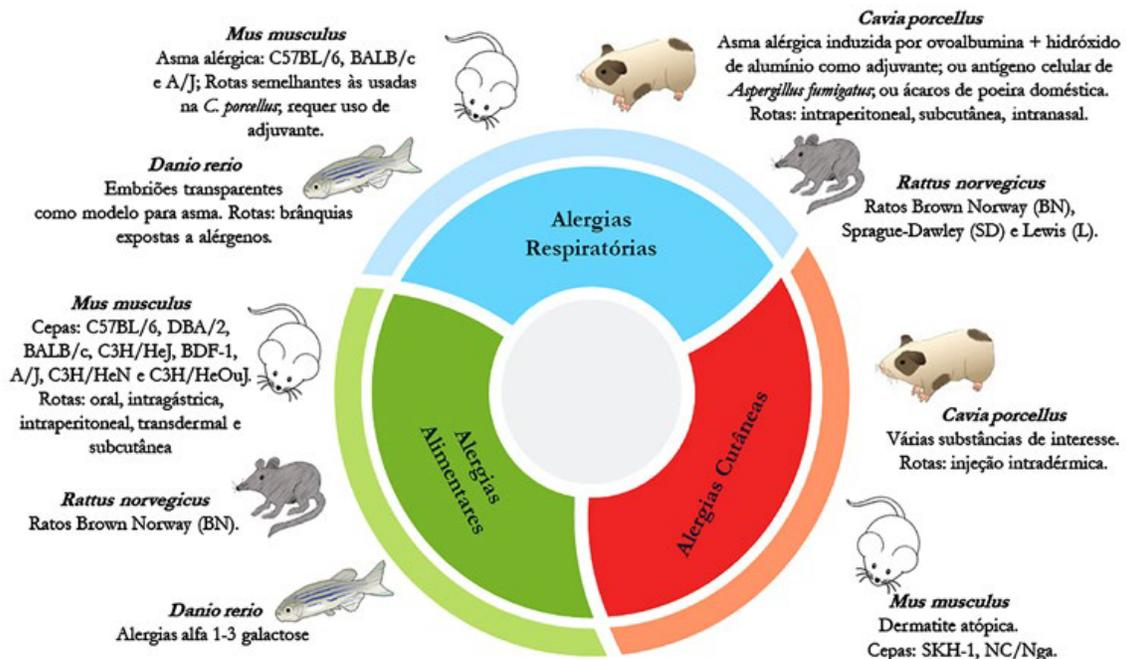 Mus musculus
Asma alérgica: C57BL/6, BALB/c
e A/J; Rotas semelhantes às usadas
na C. porcellus, requer uso de
adjuvante.
Cavia porcellus
Asma alérgica induzida por ovoalbumina + hidróxido
de alumínio como adjuvante; ou antígeno celular de
Aspergillus fumigatus, ou ácaros de poeira doméstica.
Rotas: intraperitoneal, subcutânea, intranasal.
Danio rerio
Embriões transparentes
como modelo para asma. Rotas: brânquias
expostas a alérgenos.
Rattus norvegicus
Ratos Brown Norway (BN),
Sprague-Dawley (SD) e Lewis (L).
Alergias
Respiratórias
Mus musculus
Cepas: C57BL/6, DBA/2,
BALB/c, C3H/HeJ, BDF-1,
A/J, C3H/HeN e C3H/HeOuJ.
Rotas: oral, intragástrica,
intraperitoneal, transdermal e
subcutânea
Alergias
Alimentares
Alergias Cutâneas
Cavia porcellus
Várias substâncias de interesse.
Rotas: injeção intradérmica.
Rattus norvegicus
Ratos Brown Norway (BN).
Danio rerio
Alergias alfa 1-3 galactose
Mus musculus
Dermatite atópica.
Cepas: SKH-1, NC/Nga.